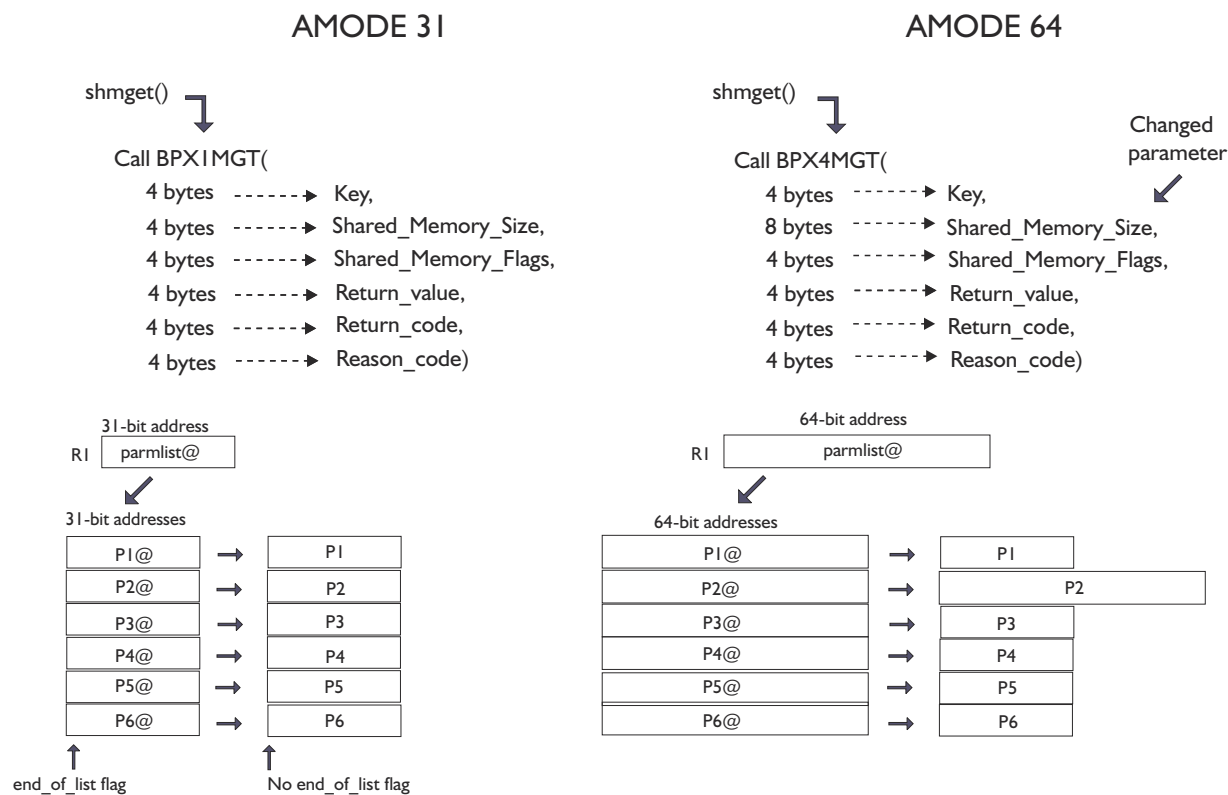 AMODE 31
shmget()
Call BPX1MGT(
4 bytes Key,
4 bytes Shared_Memory_Size,
4 bytes Shared_Memory_Flags,
4 bytes Return_value,
4 bytes Return_code,
4 bytes Reason_code)
31-bit address
R1 parmlist@
31-bit addresses
P1@ P1
P2@ P2
P3@ P3
P4@ P4
P5@ P5
P6@ P6
end_of_list flag
No end_of_list flag
AMODE 64
shmget()
Changed
parameter
Call BPX4MGT(
4 bytes Key,
8 bytes Shared_Memory_Size,
4 bytes Shared_Memory_Flags,
4 bytes Return_value,
4 bytes Return_code,
4 bytes Reason_code)
64-bit address
R1 parmlist@
64-bit addresses
P1@ P1
P2@ P2
P3@ P3
P4@ P4
P5@ P5
P6@ P6